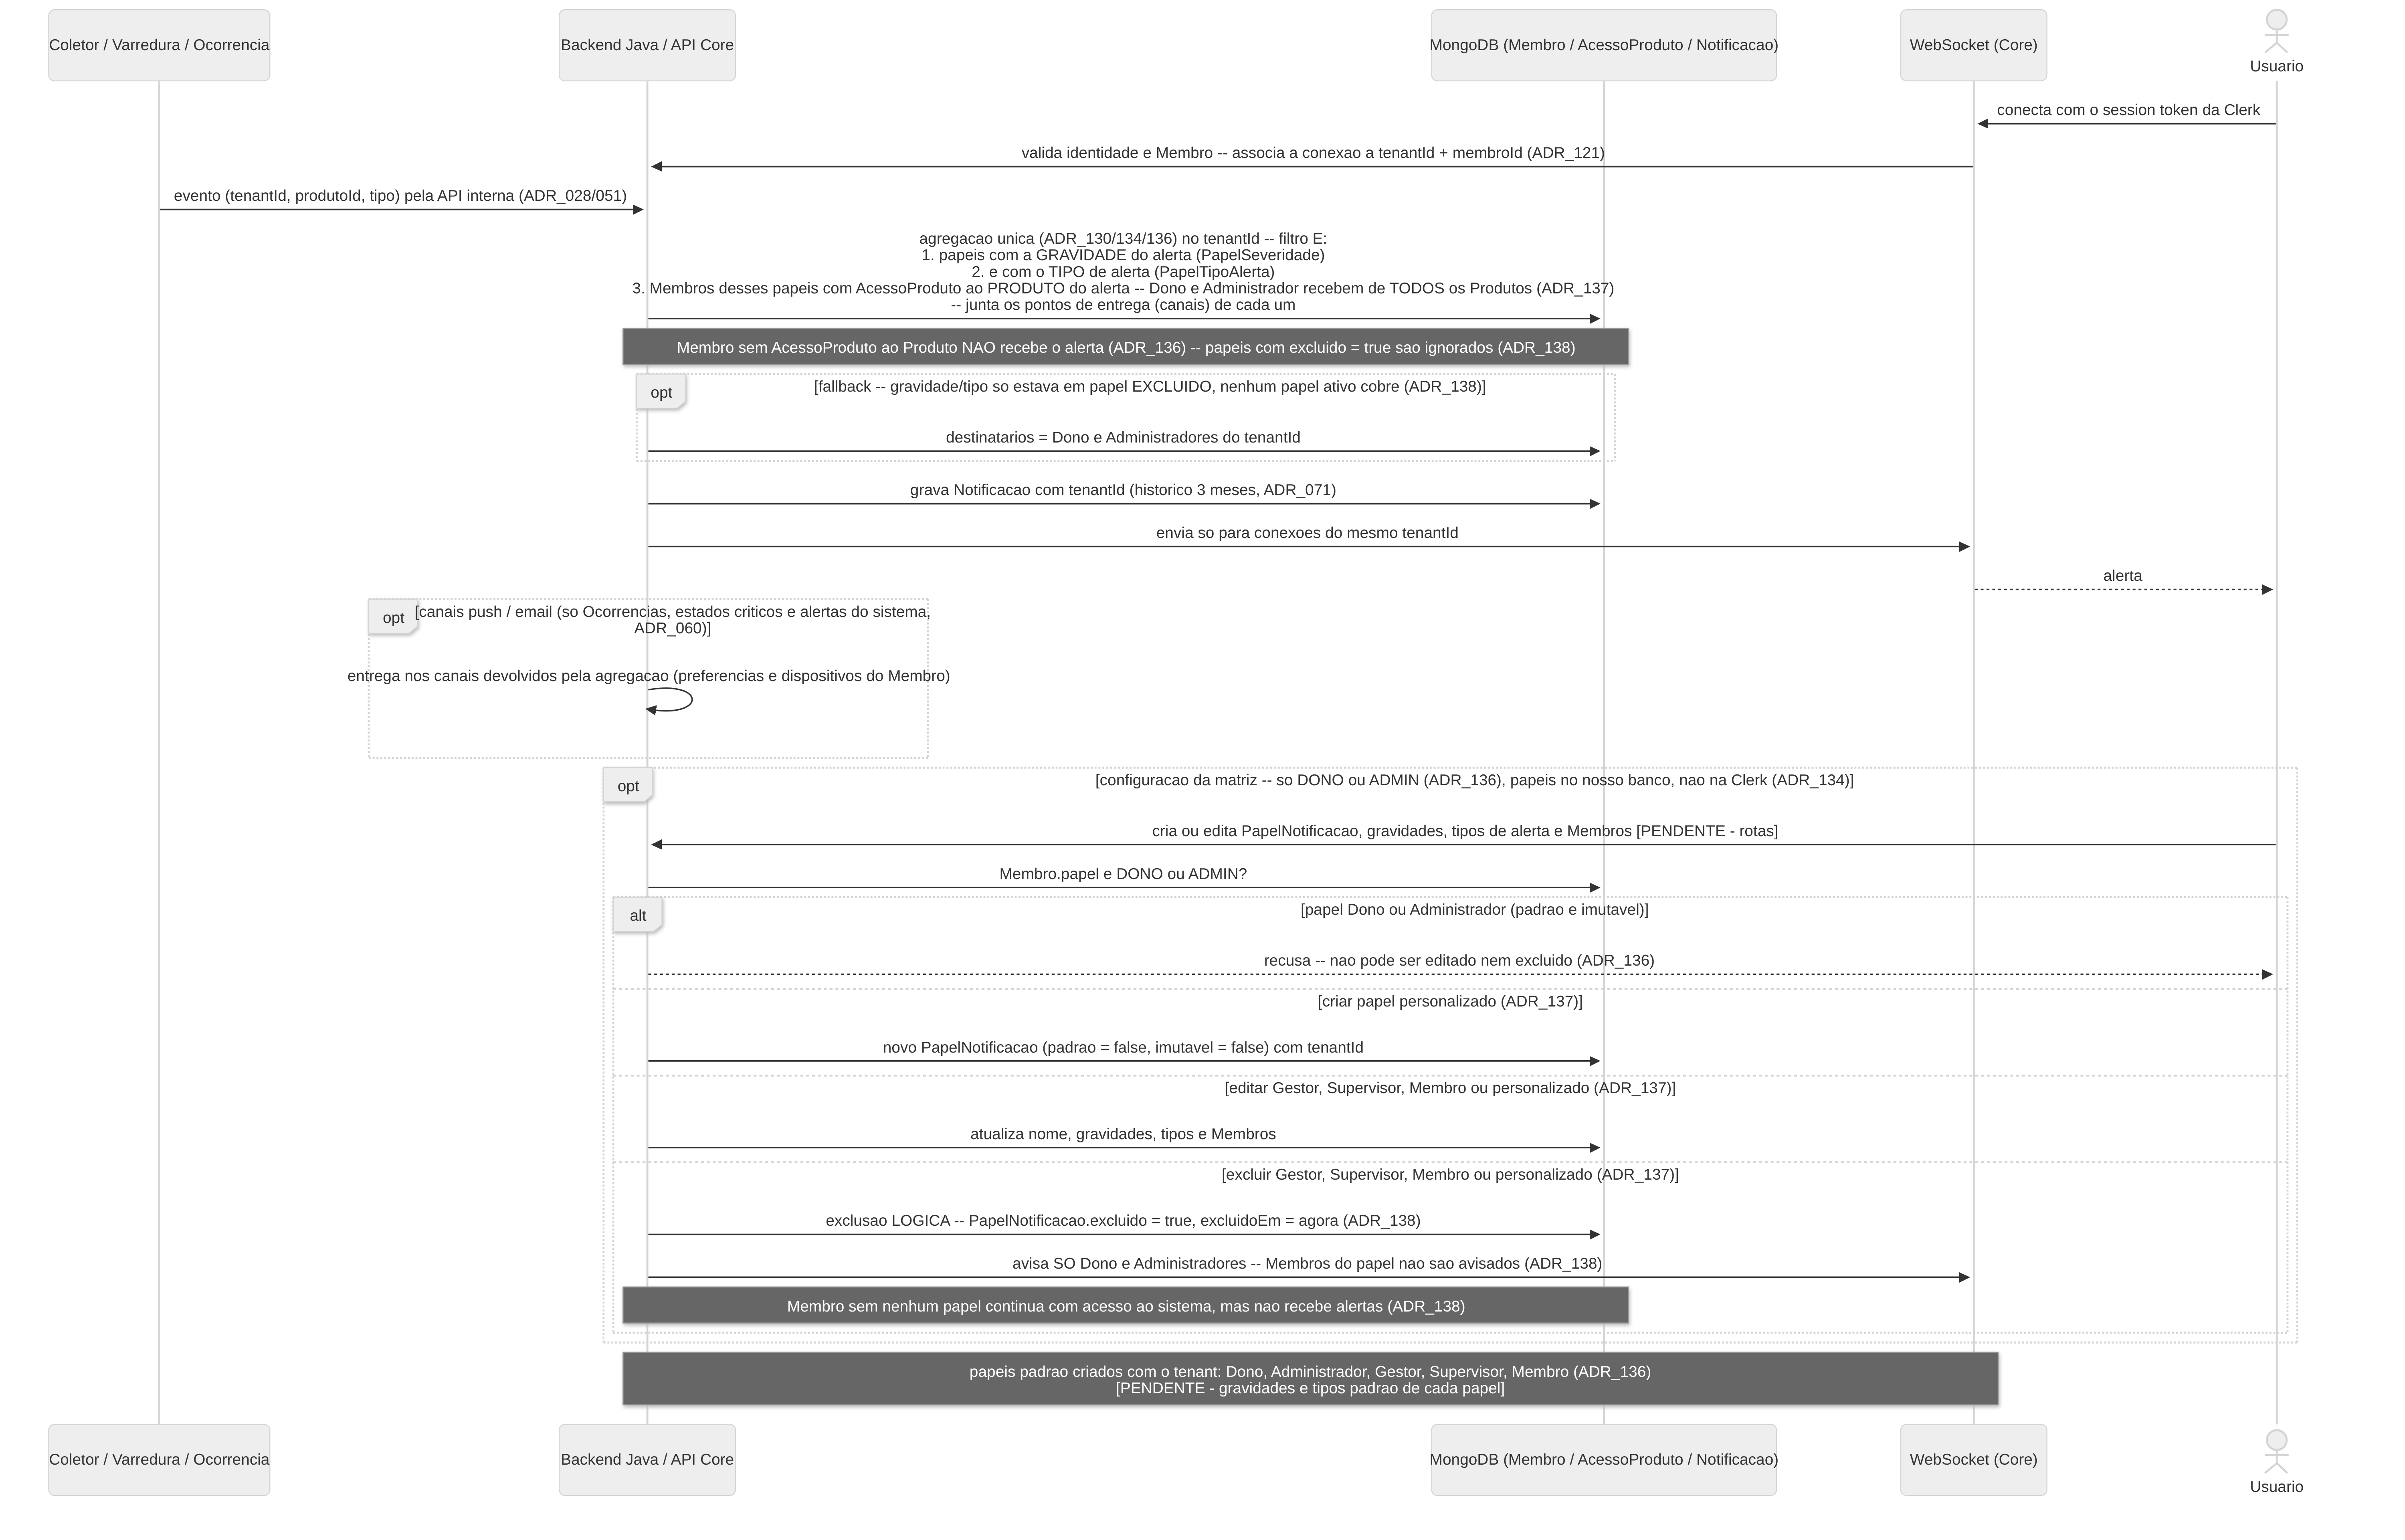 Coletor / Varredura / Ocorrencia
Backend Java / API Core
MongoDB (Membro / AcessoProduto / Notificacao)
WebSocket (Core)
Usuario
conecta com o session token da Clerk
valida identidade e Membro -- associa a conexao a tenantId + membroId (ADR_121)
evento (tenantId, produtoId, tipo) pela API interna (ADR_028/051)
agregacao unica (ADR_130/134/136) no tenantId -- filtro E:
1. papeis com a GRAVIDADE do alerta (PapelSeveridade)
2. e com o TIPO de alerta (PapelTipoAlerta)
3. Membros desses papeis com AcessoProduto ao PRODUTO do alerta -- Dono e Administrador recebem de TODOS os Produtos (ADR_137)
-- junta os pontos de entrega (canais) de cada um
Membro sem AcessoProduto ao Produto NAO recebe o alerta (ADR_136) -- papeis com excluido = true sao ignorados (ADR_138)
opt
[fallback -- gravidade/tipo so estava em papel EXCLUIDO, nenhum papel ativo cobre (ADR_138)]
destinatarios = Dono e Administradores do tenantId
grava Notificacao com tenantId (historico 3 meses, ADR_071)
envia so para conexoes do mesmo tenantId
alerta
opt
[canais push / email (so Ocorrencias, estados criticos e alertas do sistema,
ADR_060)]
entrega nos canais devolvidos pela agregacao (preferencias e dispositivos do Membro)
opt
[configuracao da matriz -- so DONO ou ADMIN (ADR_136), papeis no nosso banco, nao na Clerk (ADR_134)]
cria ou edita PapelNotificacao, gravidades, tipos de alerta e Membros [PENDENTE - rotas]
Membro.papel e DONO ou ADMIN?
alt
[papel Dono ou Administrador (padrao e imutavel)]
recusa -- nao pode ser editado nem excluido (ADR_136)
[criar papel personalizado (ADR_137)]
novo PapelNotificacao (padrao = false, imutavel = false) com tenantId
[editar Gestor, Supervisor, Membro ou personalizado (ADR_137)]
atualiza nome, gravidades, tipos e Membros
[excluir Gestor, Supervisor, Membro ou personalizado (ADR_137)]
exclusao LOGICA -- PapelNotificacao.excluido = true, excluidoEm = agora (ADR_138)
avisa SO Dono e Administradores -- Membros do papel nao sao avisados (ADR_138)
Membro sem nenhum papel continua com acesso ao sistema, mas nao recebe alertas (ADR_138)
papeis padrao criados com o tenant: Dono, Administrador, Gestor, Supervisor, Membro (ADR_136)
[PENDENTE - gravidades e tipos padrao de cada papel]
Coletor / Varredura / Ocorrencia
Backend Java / API Core
MongoDB (Membro / AcessoProduto / Notificacao)
WebSocket (Core)
Usuario